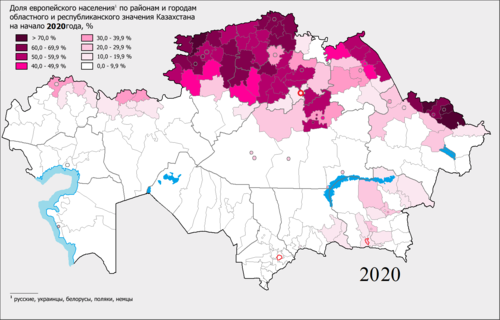 Доля европейского населения¹ по районам и городам
областного и республиканского значения Казахстана
на начало 2020года, %
> 70,0 %
60,0 - 69,9 %
50,0 - 59,9 %
40,0 - 49,9 %
30,0 - 39,9 %
20,0 - 29,9 %
10,0 - 19,9 %
0,0 - 9,9 %
2020
¹ русские, украинцы, белорусы, поляки, немцы